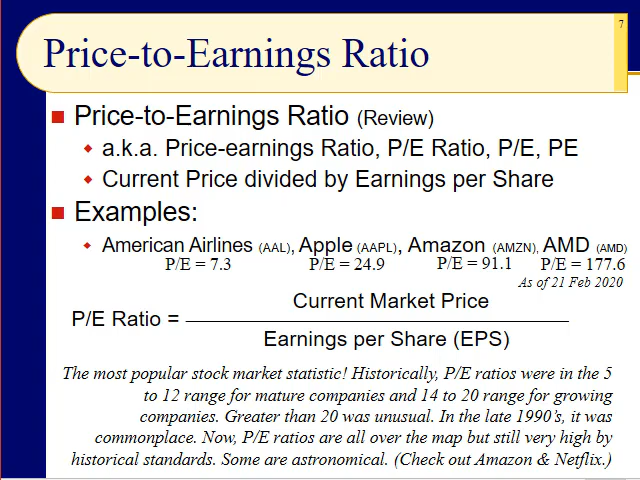 7
Price-to-Earnings Ratio
Price-to-Earnings Ratio (Review)
a.k.a. Price-earnings Ratio, P/E Ratio, P/E, PE
Current Price divided by Earnings per Share
Examples:
American Airlines (AAL), Apple (AAPL), Amazon (AMZN), AMD (AMD)
P/E = 7.3 P/E = 24.9 P/E = 91.1 P/E = 177.6
As of 21 Feb 2020
Current Market Price
P/E Ratio =
Earnings per Share (EPS)
The most popular stock market statistic! Historically, P/E ratios were in the 5
to 12 range for mature companies and 14 to 20 range for growing
companies. Greater than 20 was unusual. In the late 1990's, it was
commonplace. Now, P/E ratios are all over the map but still very high by
historical standards. Some are astronomical. (Check out Amazon & Netflix.)